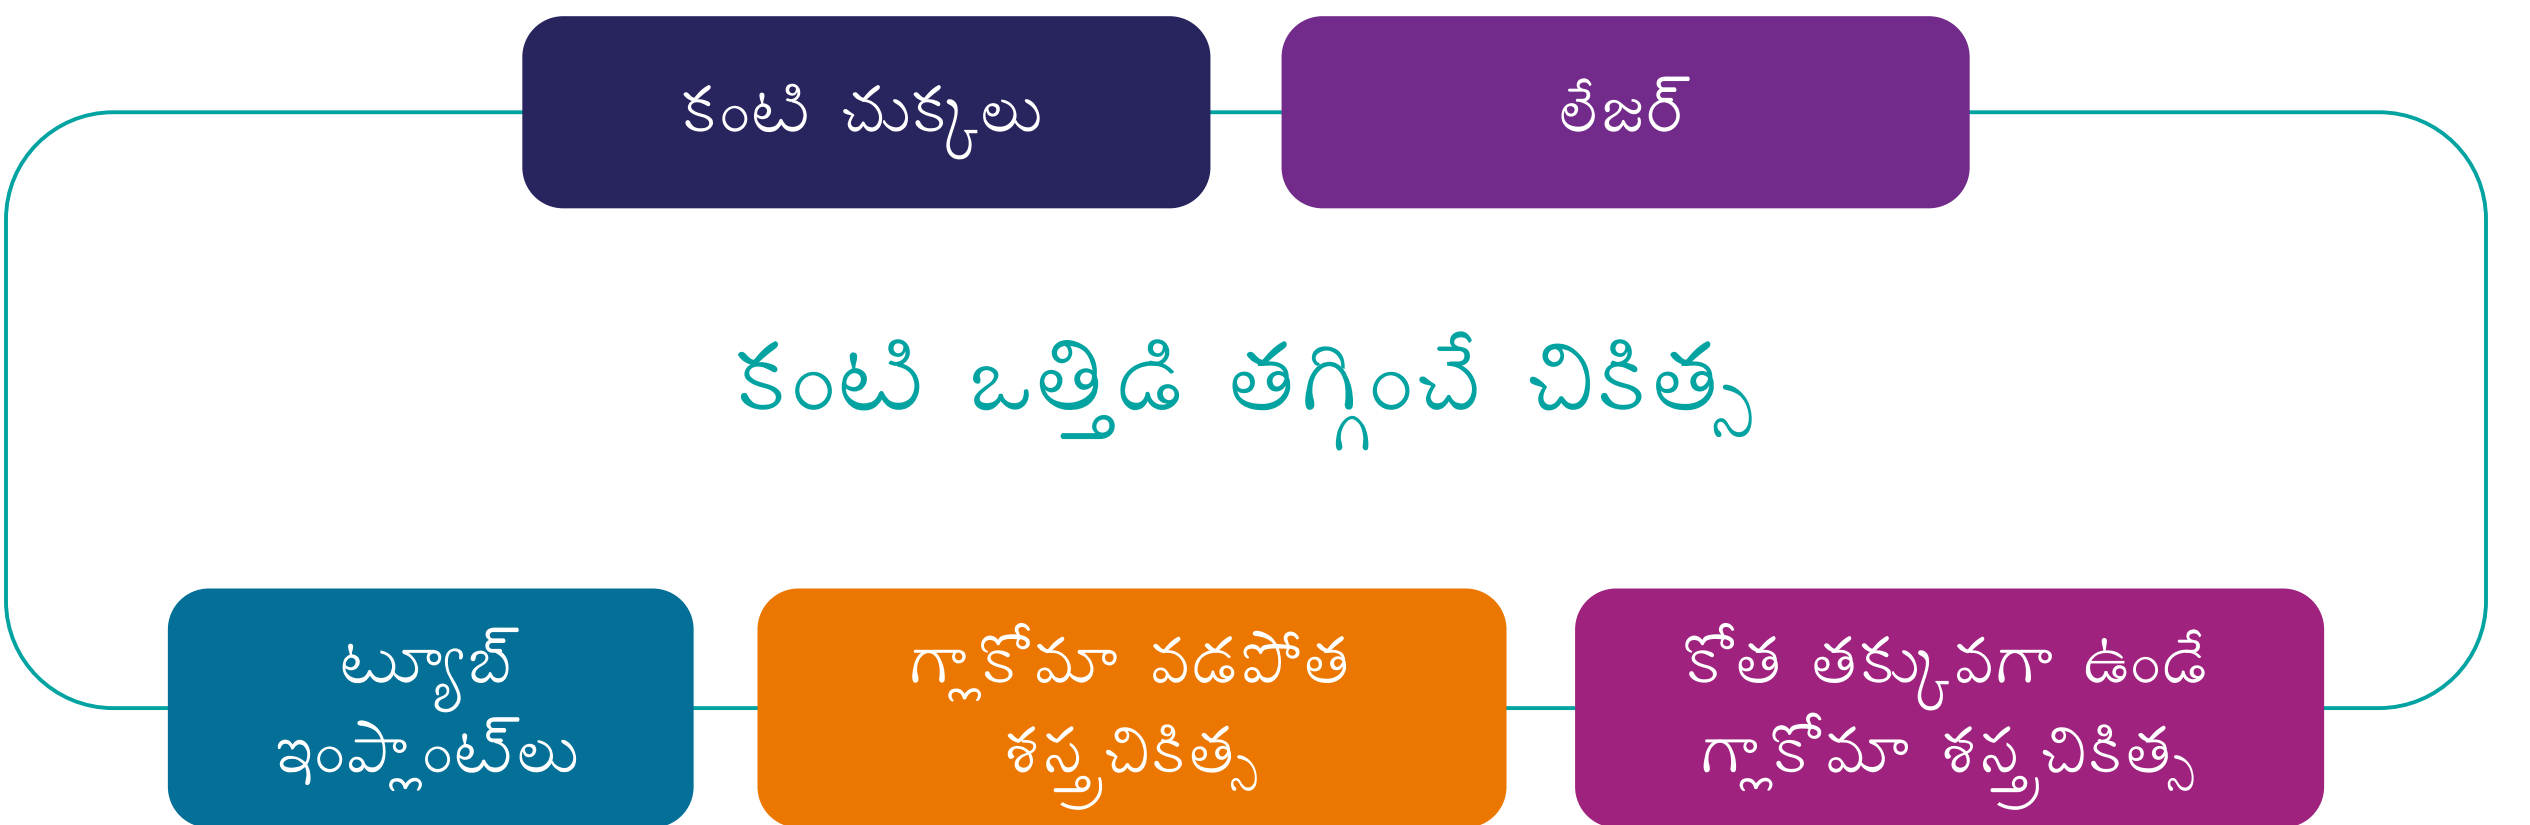 కంటి చుక్కలు
లేజర్
కంటి ఒత్తిడి తగ్గించే చికిత్స
ట్యూబ్
ఇంప్లాంట్‌లు
గ్లాకోమా వడపోత
శస్త్రచికిత్స
కోత తక్కువగా ఉండే
గ్లాకోమా శస్త్రచికిత్స